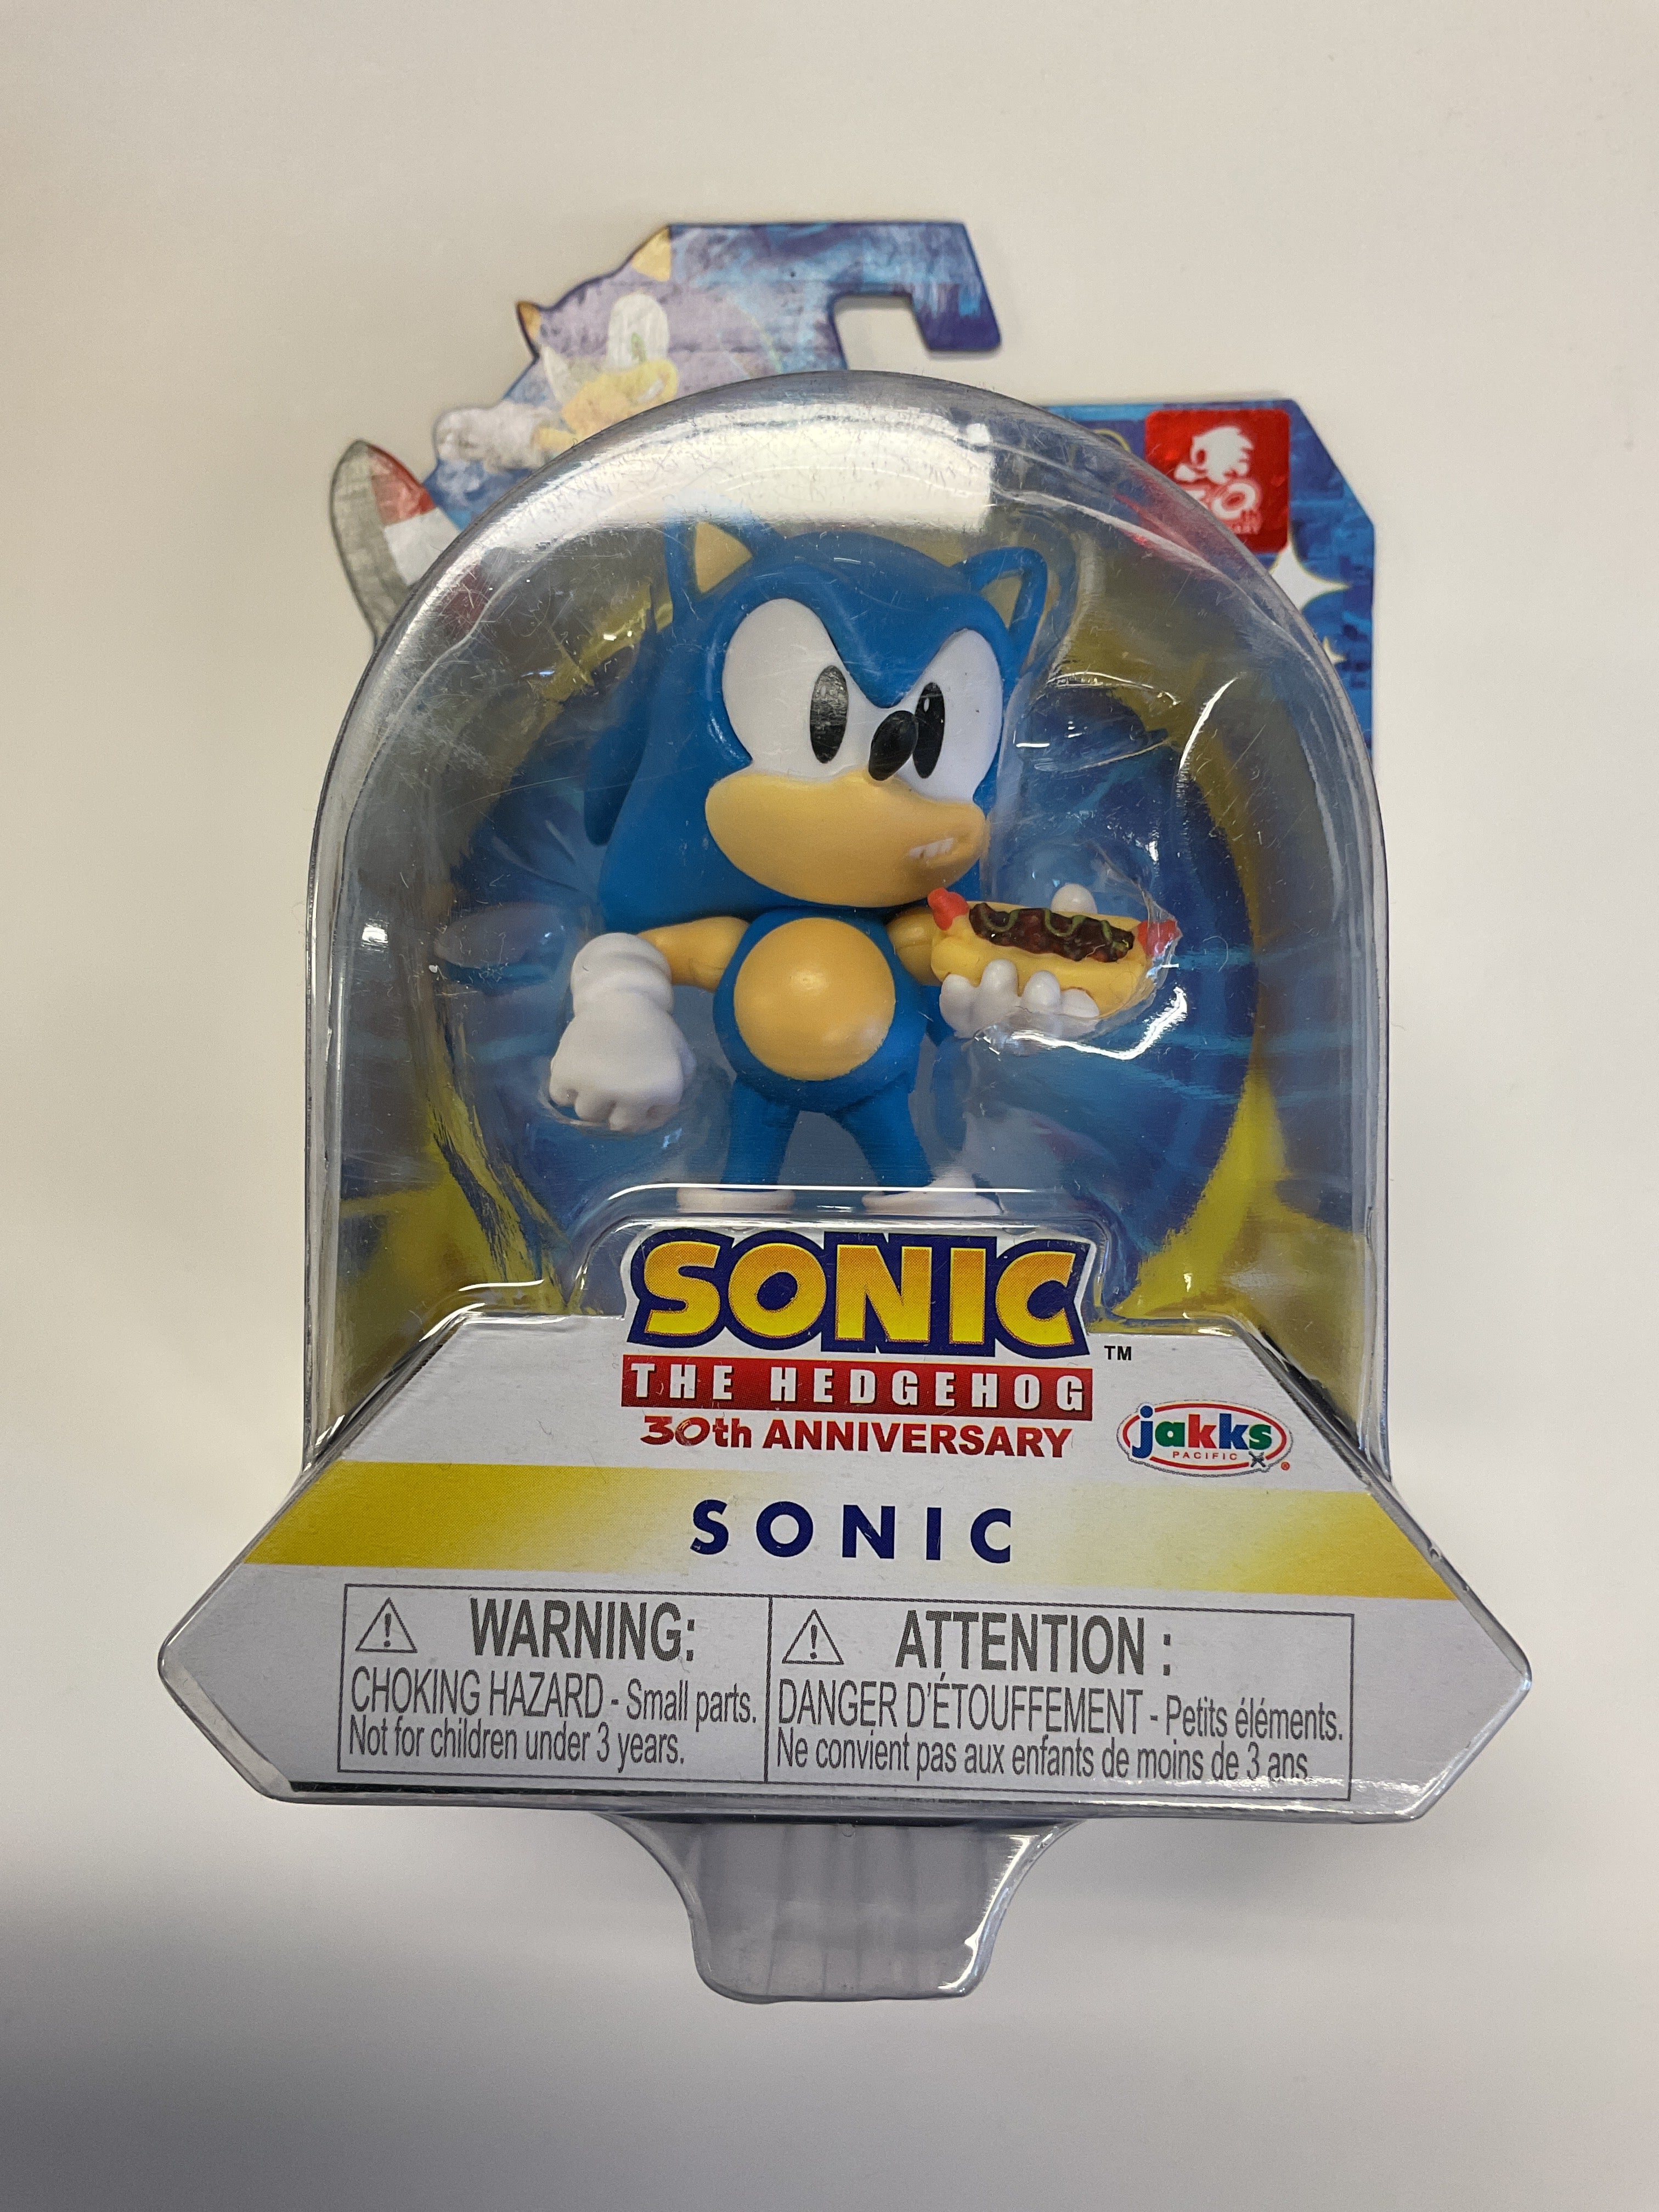 30
SONIC
THE HEDGEHOG
TM
30th ANNIVERSARY
jakks
PACIFIC
®
SONIC
WARNING:
CHOKING HAZARD - Small parts.
Not for children under 3 years.
ATTENTION :
DANGER D'ÉTOUFFEMENT - Petits éléments.
Ne convient pas aux enfants de moins de 3 ans